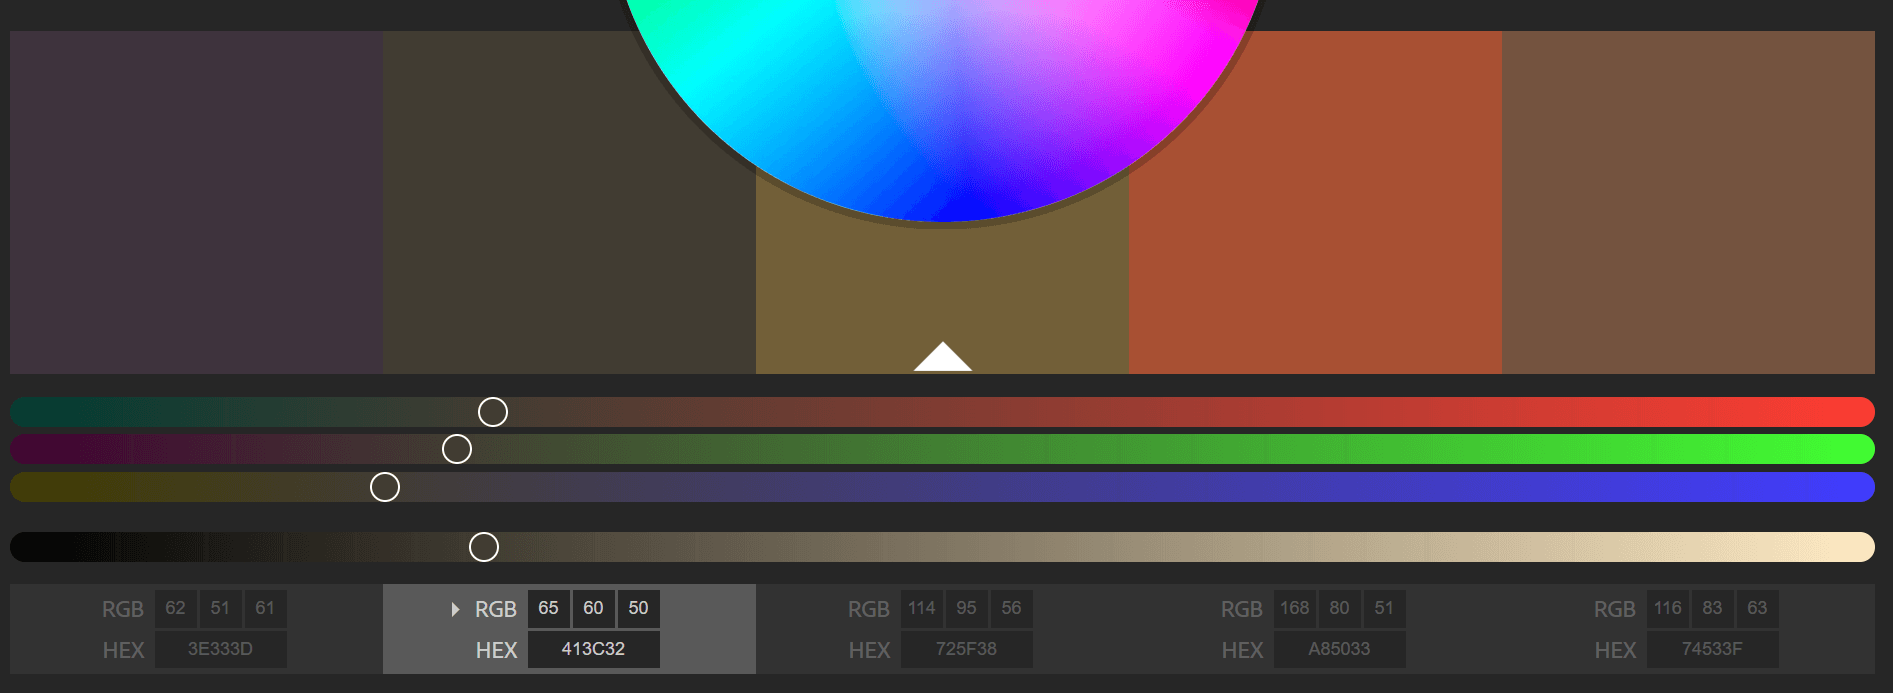 RGB 62 51 61
HEX 3E333D
RGB 65 60 50
HEX 413C32
RGB 114 95 56
HEX 725F38
RGB 168 80 51
HEX A85033
RGB 116 83 63
HEX 74533F